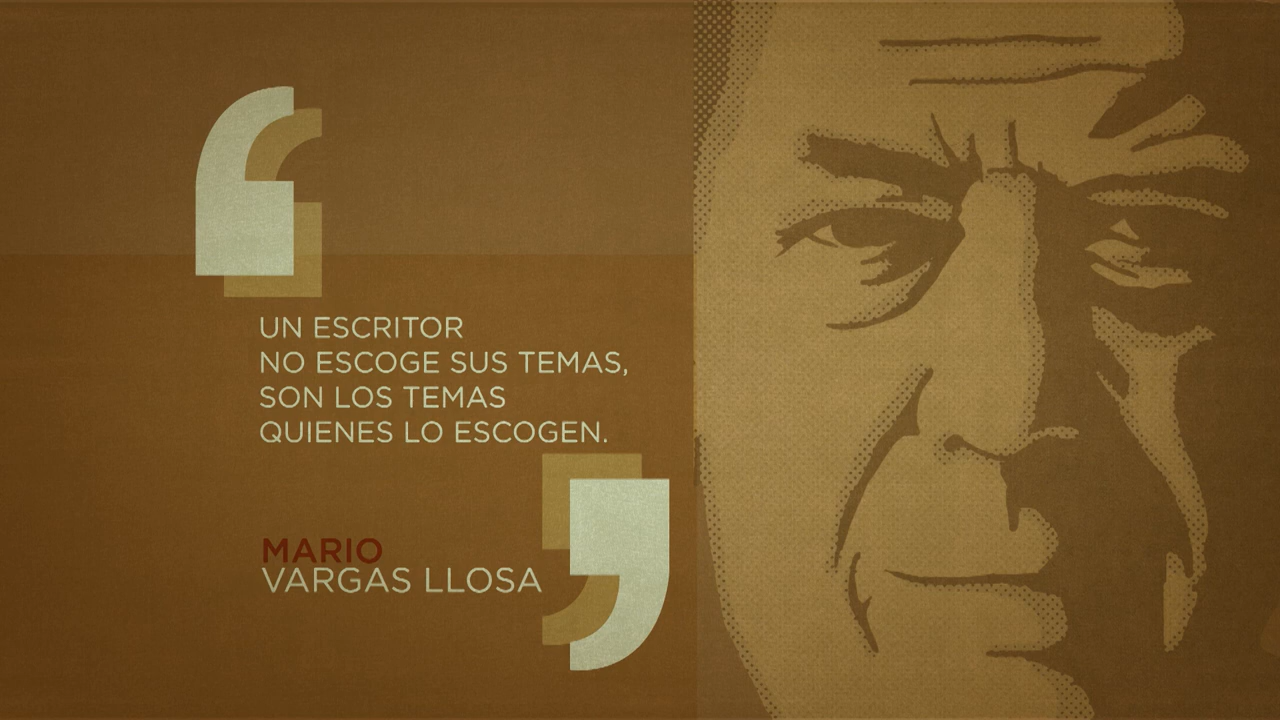 UN ESCRITOR
NO ESCOGE SUS TEMAS,
SON LOS TEMAS
QUIENES LO ESCOGEN.
MARIO
VARGAS LLOSA